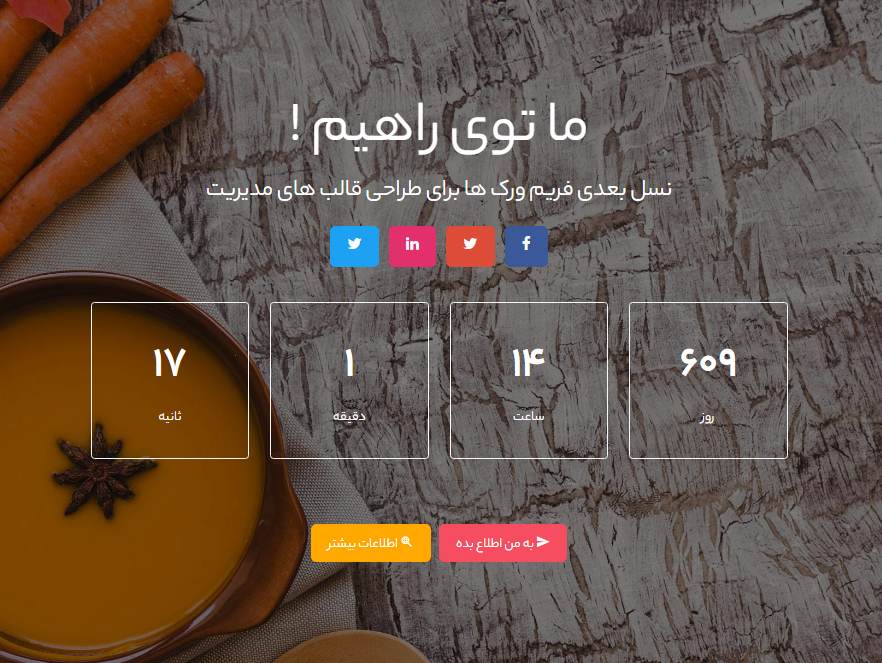 ما توی راهیم !
نسل بعدی فریم ورک ها برای طراحی قالب های مدیریت
۶۰۹
روز
۱۴
ساعت
۱
دقیقه
۱۷
ثانیه
به من اطلاع بده
اطلاعات بیشتر